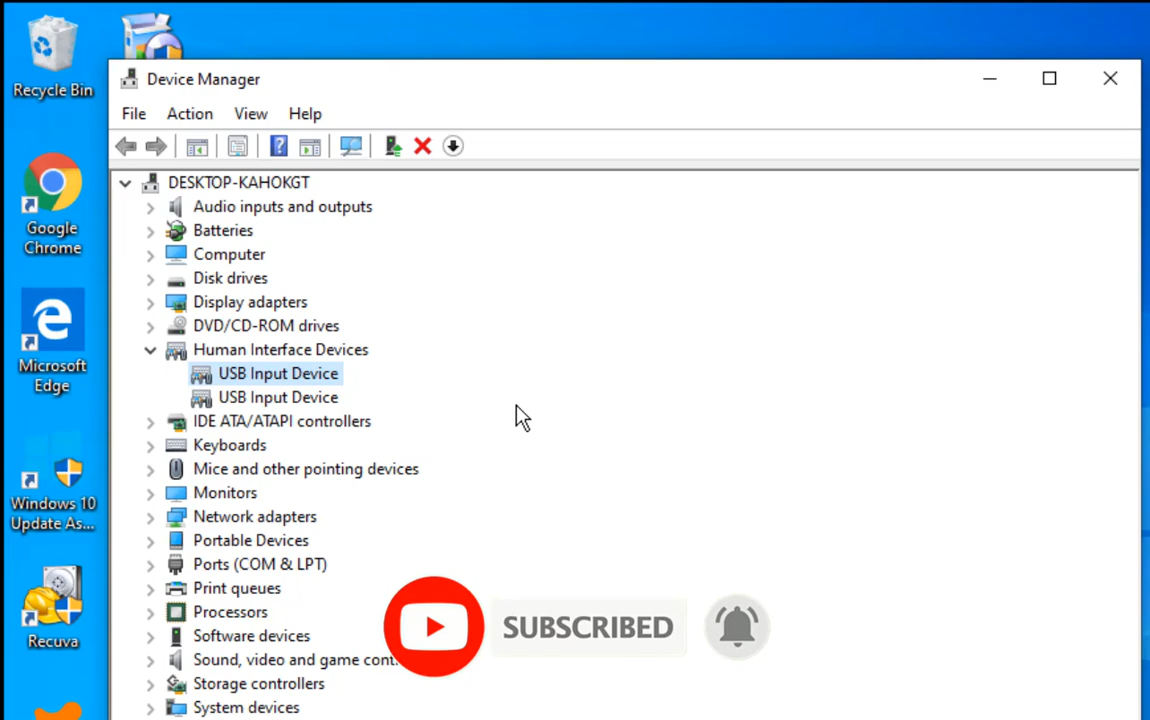 Recycle Bin
Google
Chrome
Microsoft
Edge
Windows 10
Update As...
Recuva
Device Manager
File Action View Help
DESKTOP-KAHOKGT
Audio inputs and outputs
Batteries
Computer
Disk drives
Display adapters
DVD/CD-ROM drives
Human Interface Devices
USB Input Device
USB Input Device
IDE ATA/ATAPI controllers
Keyboards
Mice and other pointing devices
Monitors
Network adapters
Portable Devices
Ports (COM & LPT)
Print queues
Processors
Software devices
Sound, video and game cont
Storage controllers
System devices
SUBSCRIBED